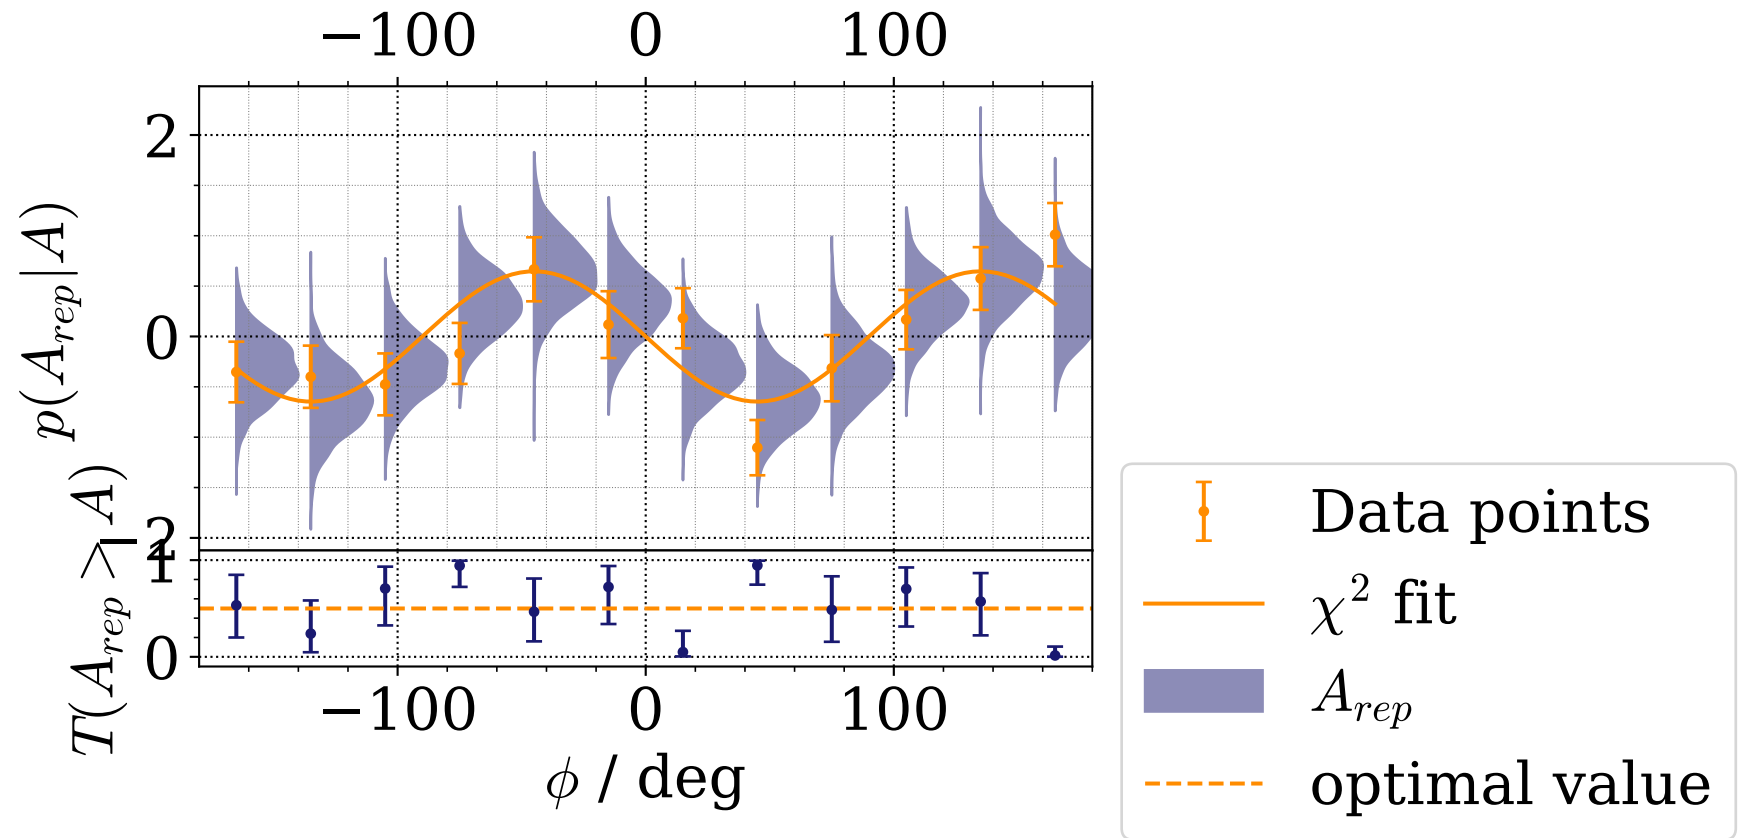 −100 0 100
2
0
−2
p(A_rep|A)
1
0
T(A_rep > A)
−100 0 100
ϕ / deg
Data points
χ² fit
A_rep
optimal value